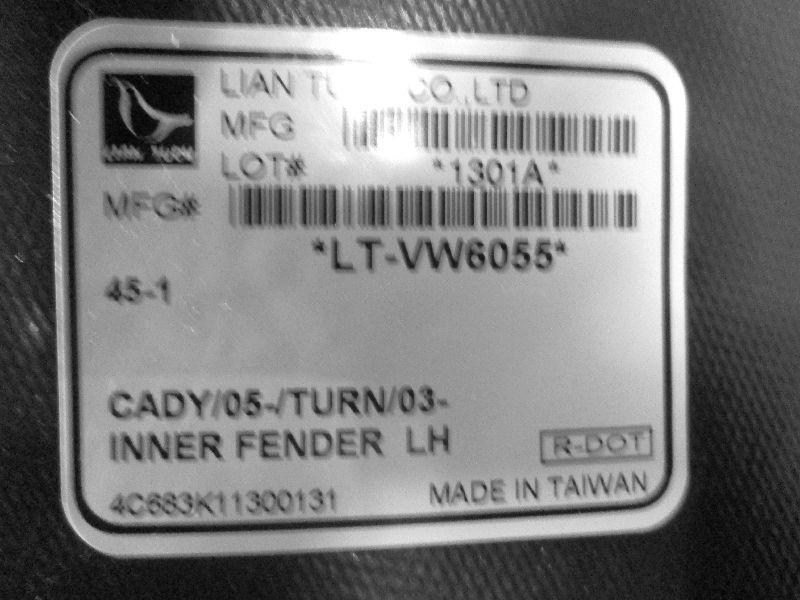 LIAN CO.,LTD
MFG
LOT# *1301A*
MFG#
*LT-VW6055*
45-1
CADY/05-/TURN/03-
INNER FENDER LH
R-DOT
4C683K11300131
MADE IN TAIWAN